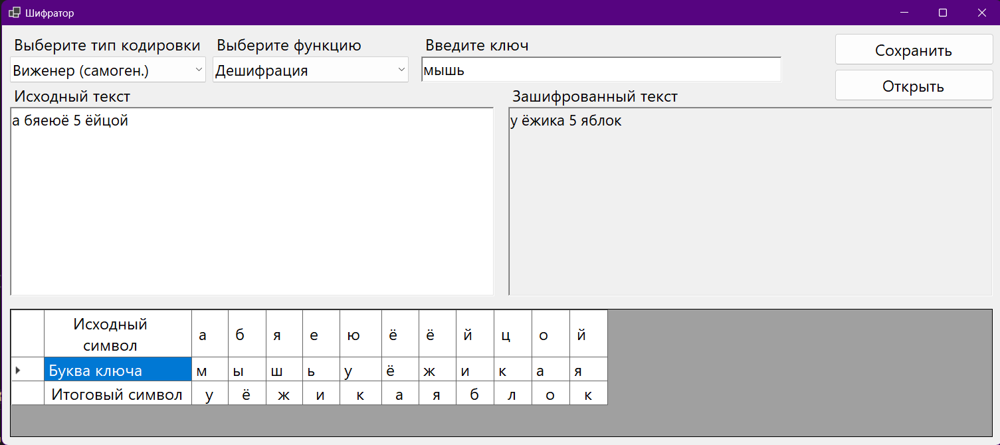 Шифратор
Выберите тип кодировки Выберите функцию Введите ключ Сохранить
Виженер (самоген.) Дешифрация мышь
Открыть
Исходный текст Зашифрованный текст
а бяеюё 5 ёйцой у ёжика 5 яблок
Исходный
символ а б я е ю ё ё й ц о й
Буква ключа м ы ш ь у ё ж и к а я
Итоговый символ у ё ж и к а я б л о к